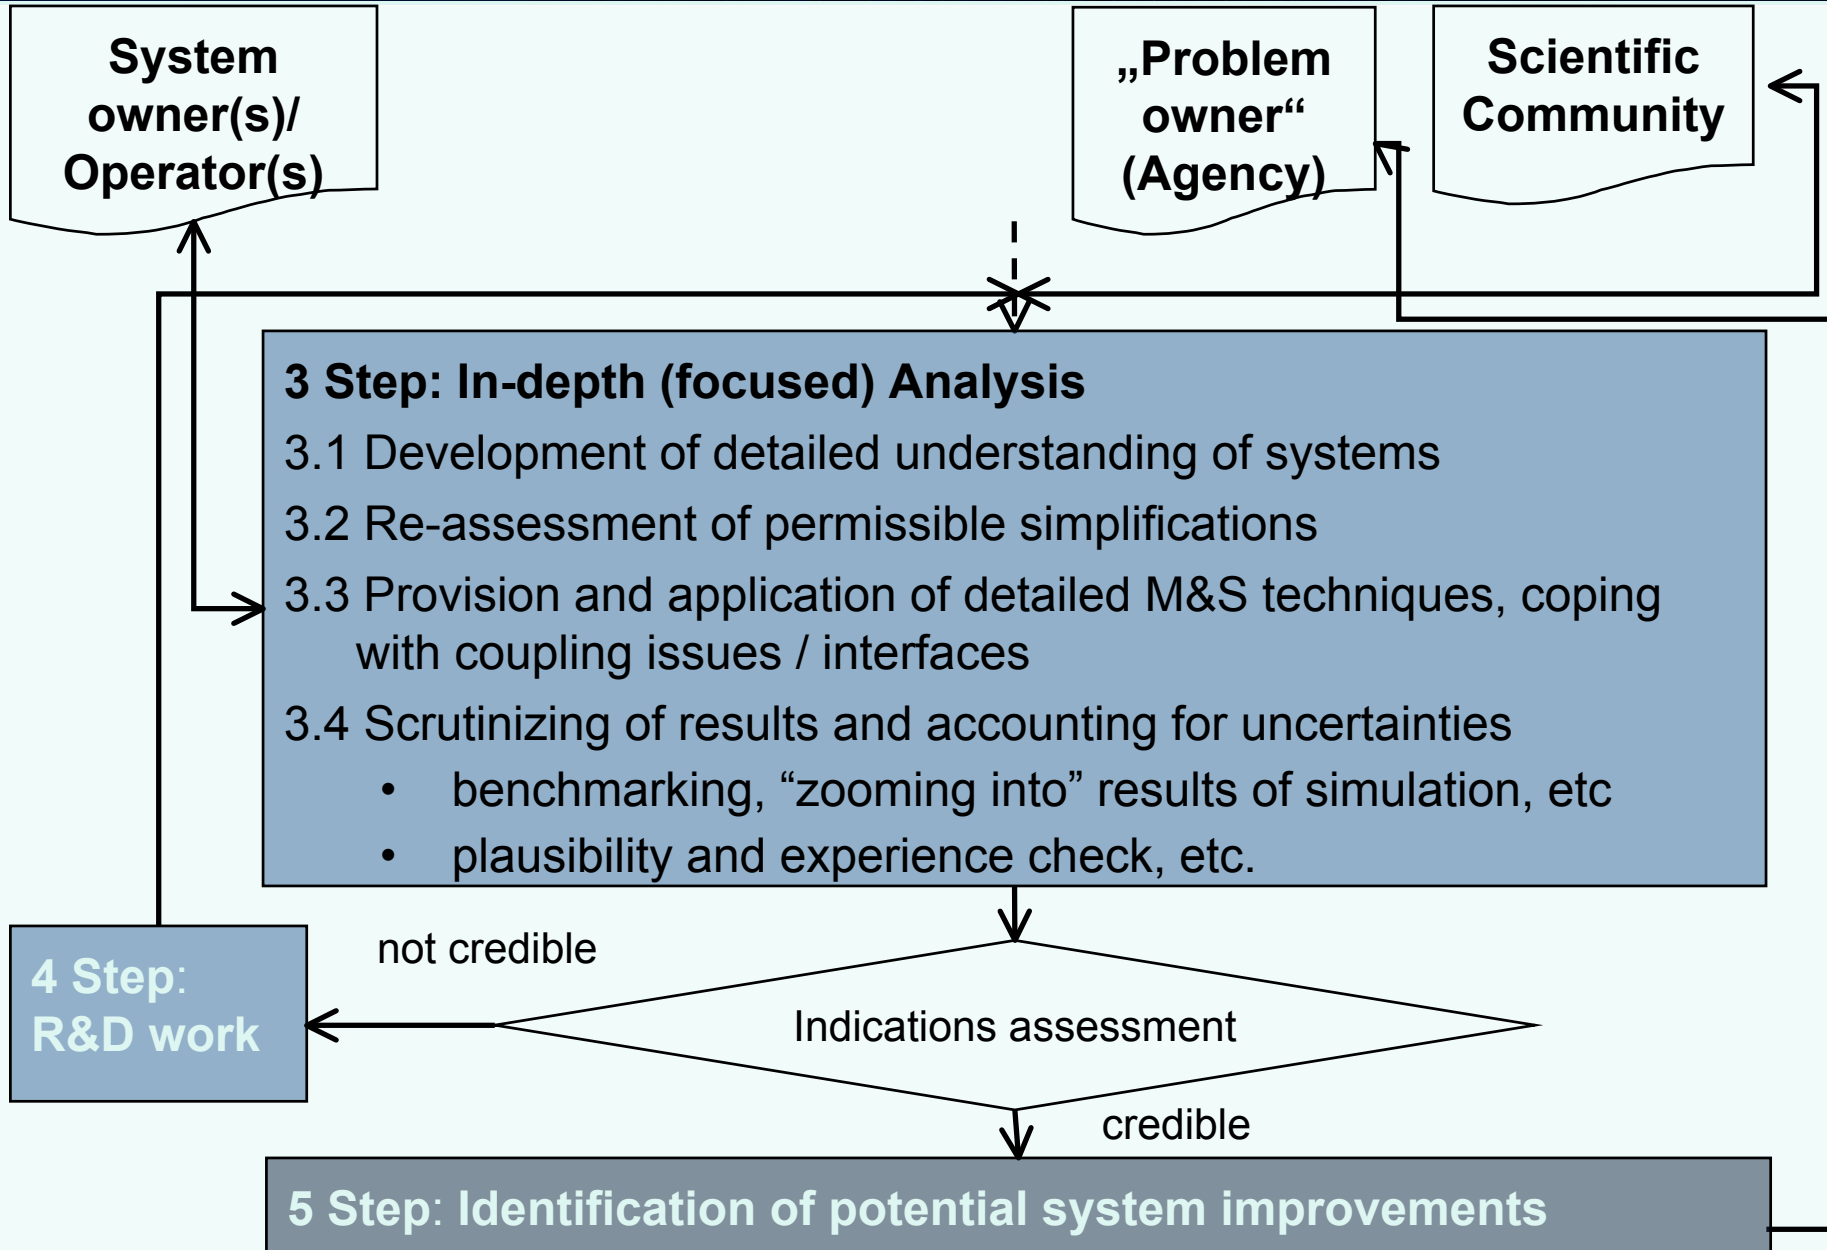 System
owner(s)/
Operator(s)
„Problem
owner“
(Agency)
Scientific
Community
3 Step: In-depth (focused) Analysis
3.1 Development of detailed understanding of systems
3.2 Re-assessment of permissible simplifications
3.3 Provision and application of detailed M&S techniques, coping
with coupling issues / interfaces
3.4 Scrutinizing of results and accounting for uncertainties
• benchmarking, “zooming into” results of simulation, etc
• plausibility and experience check, etc.
not credible
4 Step:
R&D work
Indications assessment
credible
5 Step: Identification of potential system improvements